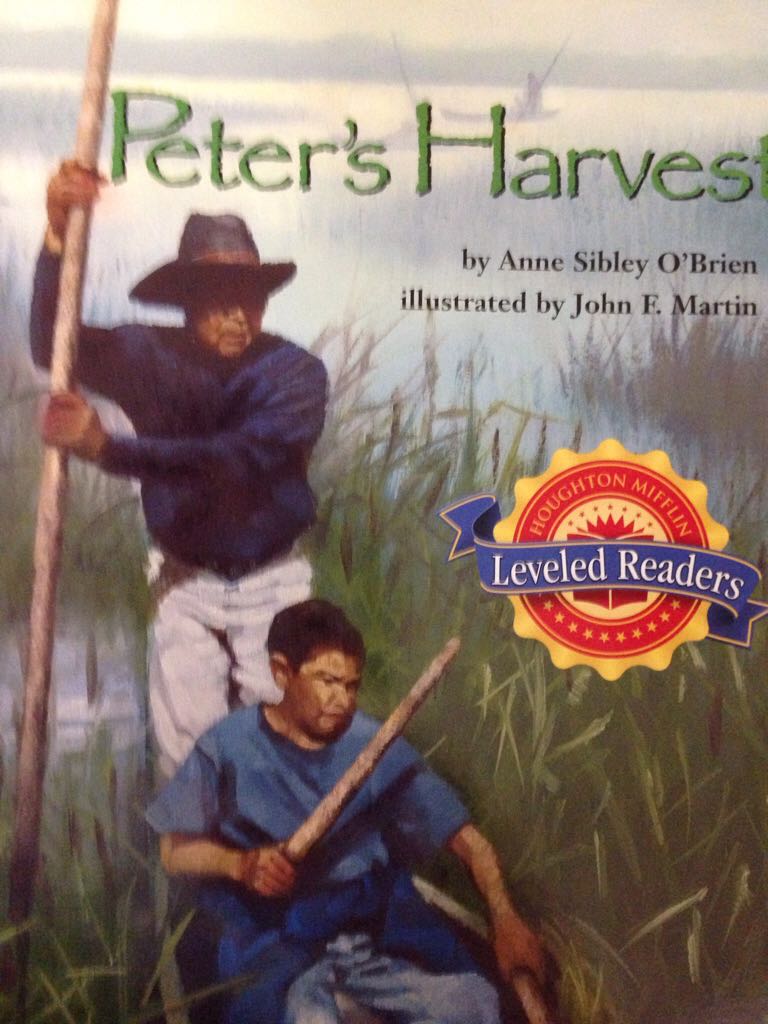 Peter's Harvest
by Anne Sibley O'Brien
illustrated by John F. Martin
HOUGHTON MIFFLIN
Leveled Readers